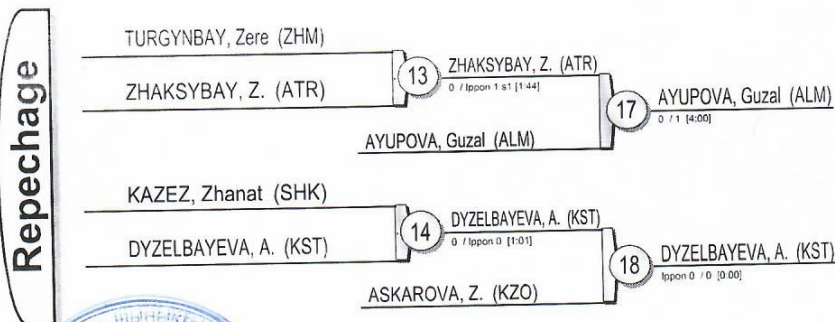 Repechage
TURGYNBAY, Zere (ZHM)
ZHAKSYBAY, Z. (ATR)
13
ZHAKSYBAY, Z. (ATR)
0 / Ippon 1 s1 [1:44]
AYUPOVA, Guzal (ALM)
17
AYUPOVA, Guzal (ALM)
0 / 1 [4:00]
KAZEZ, Zhanat (SHK)
DYZELBAYEVA, A. (KST)
14
DYZELBAYEVA, A. (KST)
0 / Ippon 0 [1:01]
ASKAROVA, Z. (KZO)
18
DYZELBAYEVA, A. (KST)
Ippon 0 / 0 [0:00]